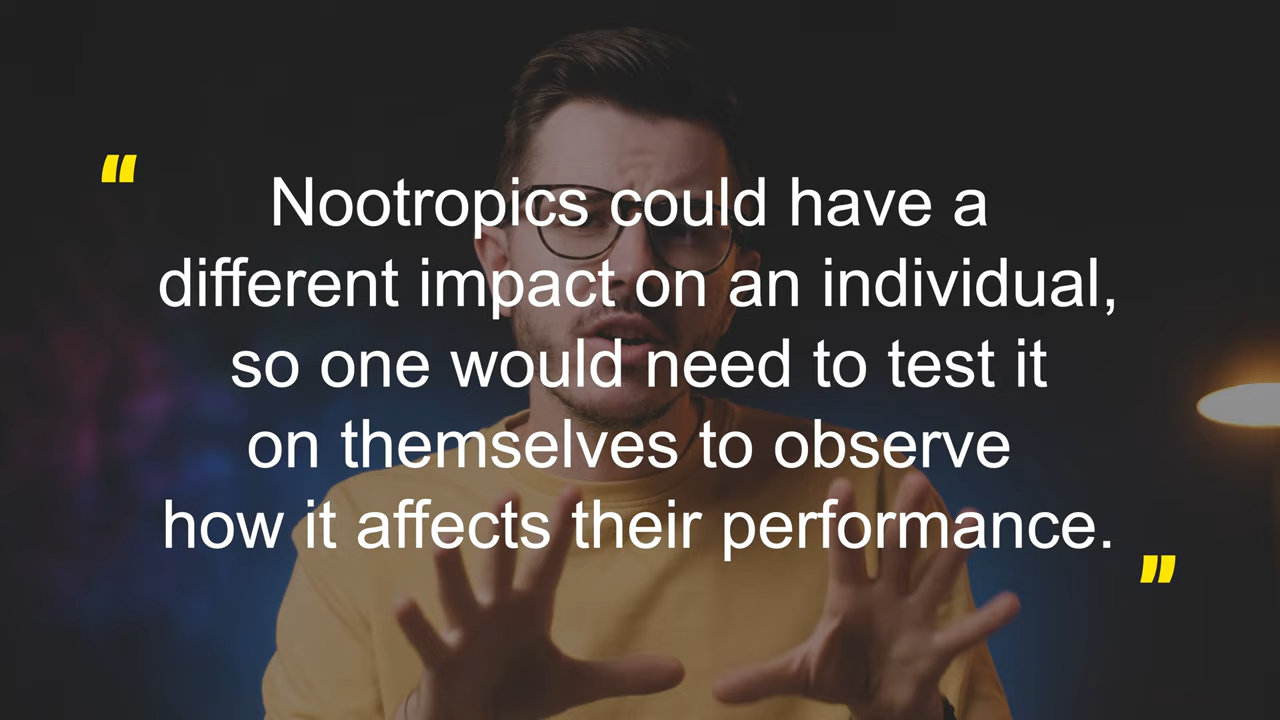 "
Nootropics could have a
different impact on an individual,
so one would need to test it
on themselves to observe
how it affects their performance.
"